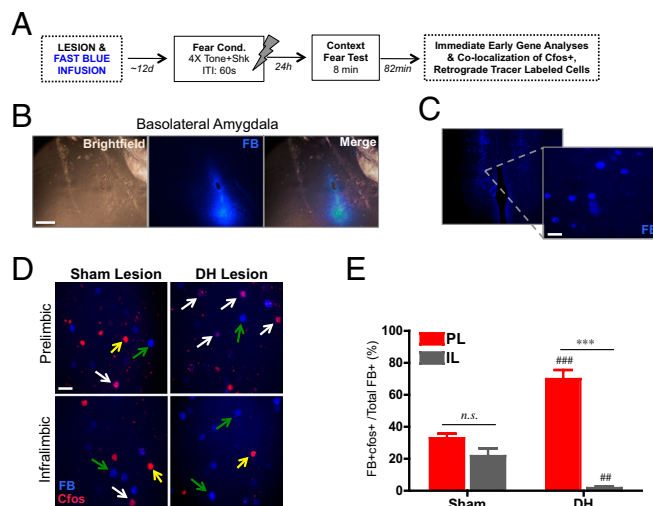 A
LESION &
FAST BLUE
INFUSION
~12d
Fear Cond.
4X Tone+Shk
ITI: 60s
24h
Context
Fear Test
8 min
82min
Immediate Early Gene Analyses
& Co-localization of Cfos+,
Retrograde Tracer Labeled Cells
B
Basolateral Amygdala
Brightfield
FB
Merge
C
FB
D
Sham Lesion
DH Lesion
Prelimbic
Infralimbic
FB
Cfos
E
FB+cfos+ /Total FB+ (%)
100
80
60
40
20
0
PL
IL
n.s.
***
###
##
Sham
DH